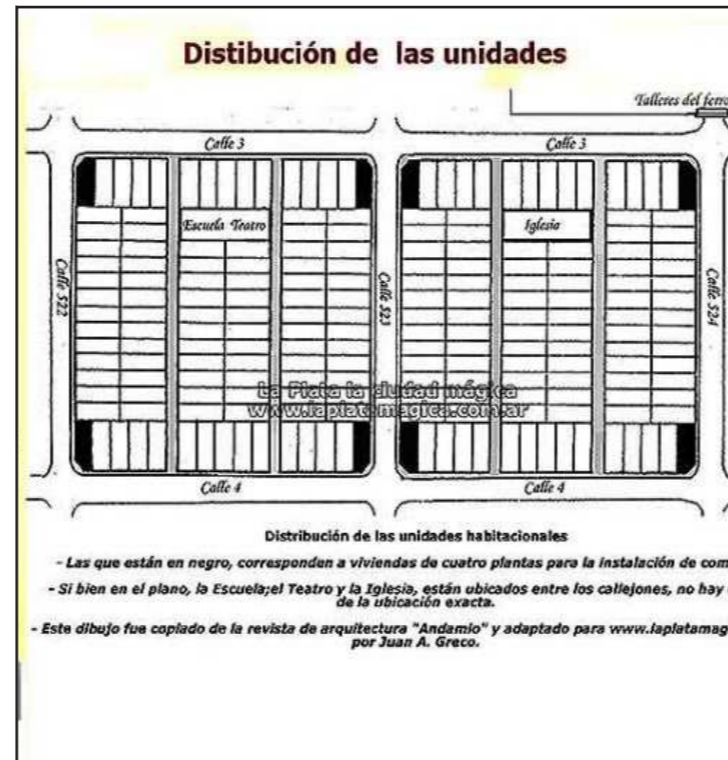 Distibución de las unidades
Talleres del ferro
Calle 3
Calle 3
Escuela Teatro
Iglesia
Calle 522
Calle 523
Calle 524
La Plata la ciudad mágica
www.laplatamagica.com.ar
Calle 4
Calle 4
Distribución de las unidades habitacionales
- Las que están en negro, corresponden a viviendas de cuatro plantas para la instalación de com
- Si bien en el plano, la Escuela;el Teatro y la Iglesia, están ubicados entre los callejones, no hay
de la ubicación exacta.
- Este dibujo fue copiado de la revista de arquitectura "Andamio" y adaptado para www.laplatamag
por Juan A. Greco.